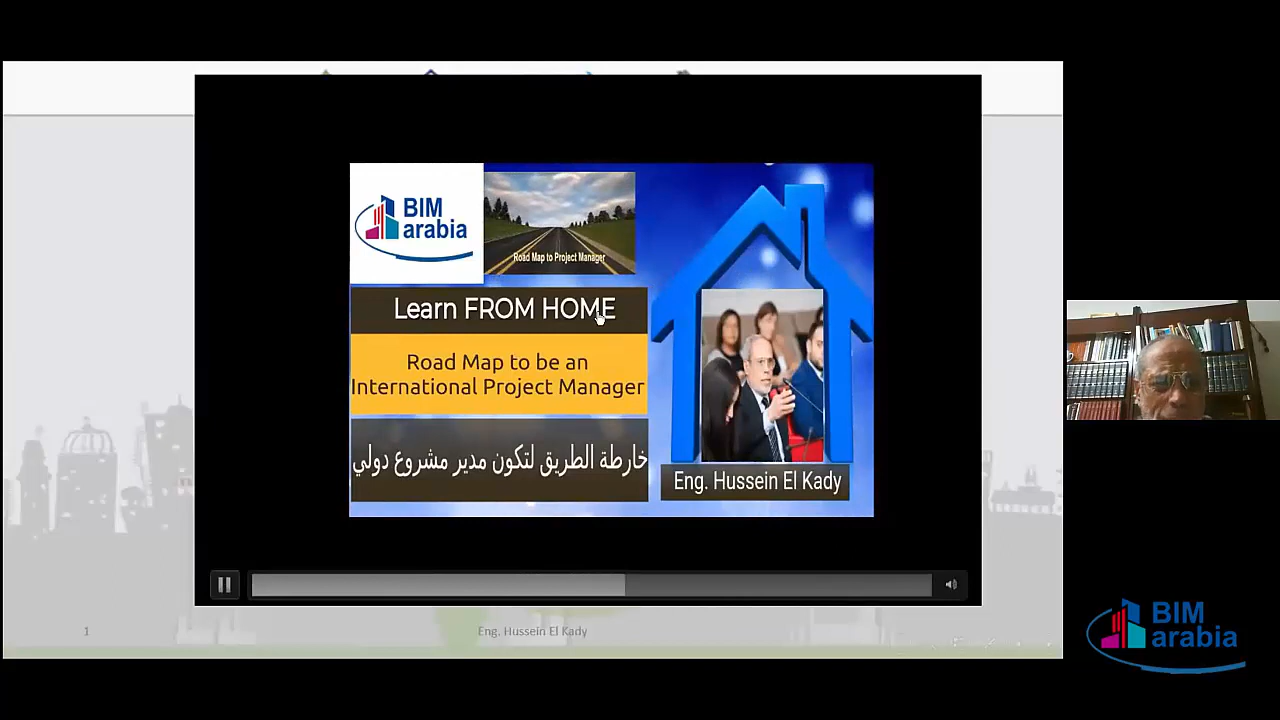 BIM
arabia
Road Map to Project Manager
Learn FROM HOME
Road Map to be an
International Project Manager
خارطة الطريق لتكون مدير مشروع دولي
Eng. Hussein El Kady
1
Eng. Hussein El Kady
BIM
arabia